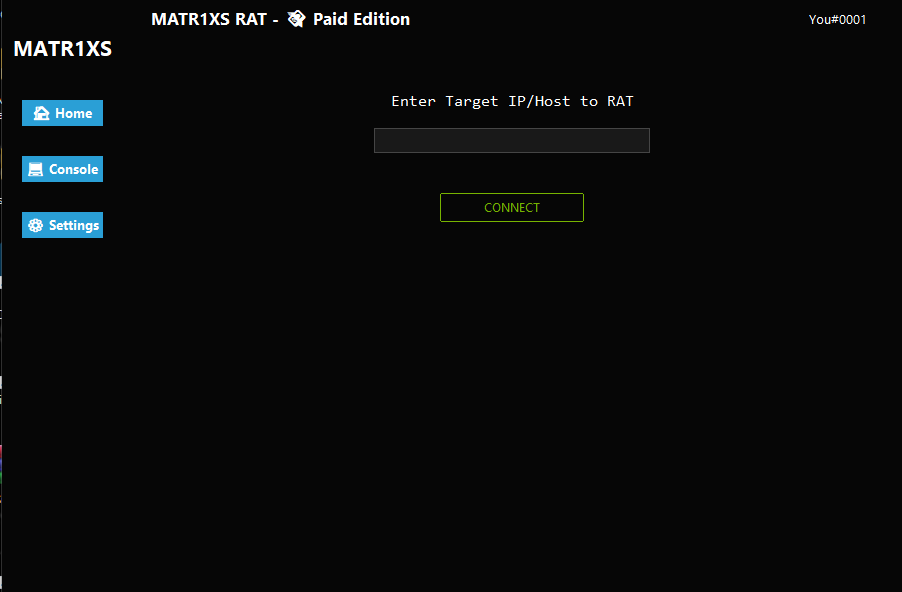 MATR1XS RAT - Paid Edition
You#0001
MATR1XS
Home
Console
Settings
Enter Target IP/Host to RAT
CONNECT